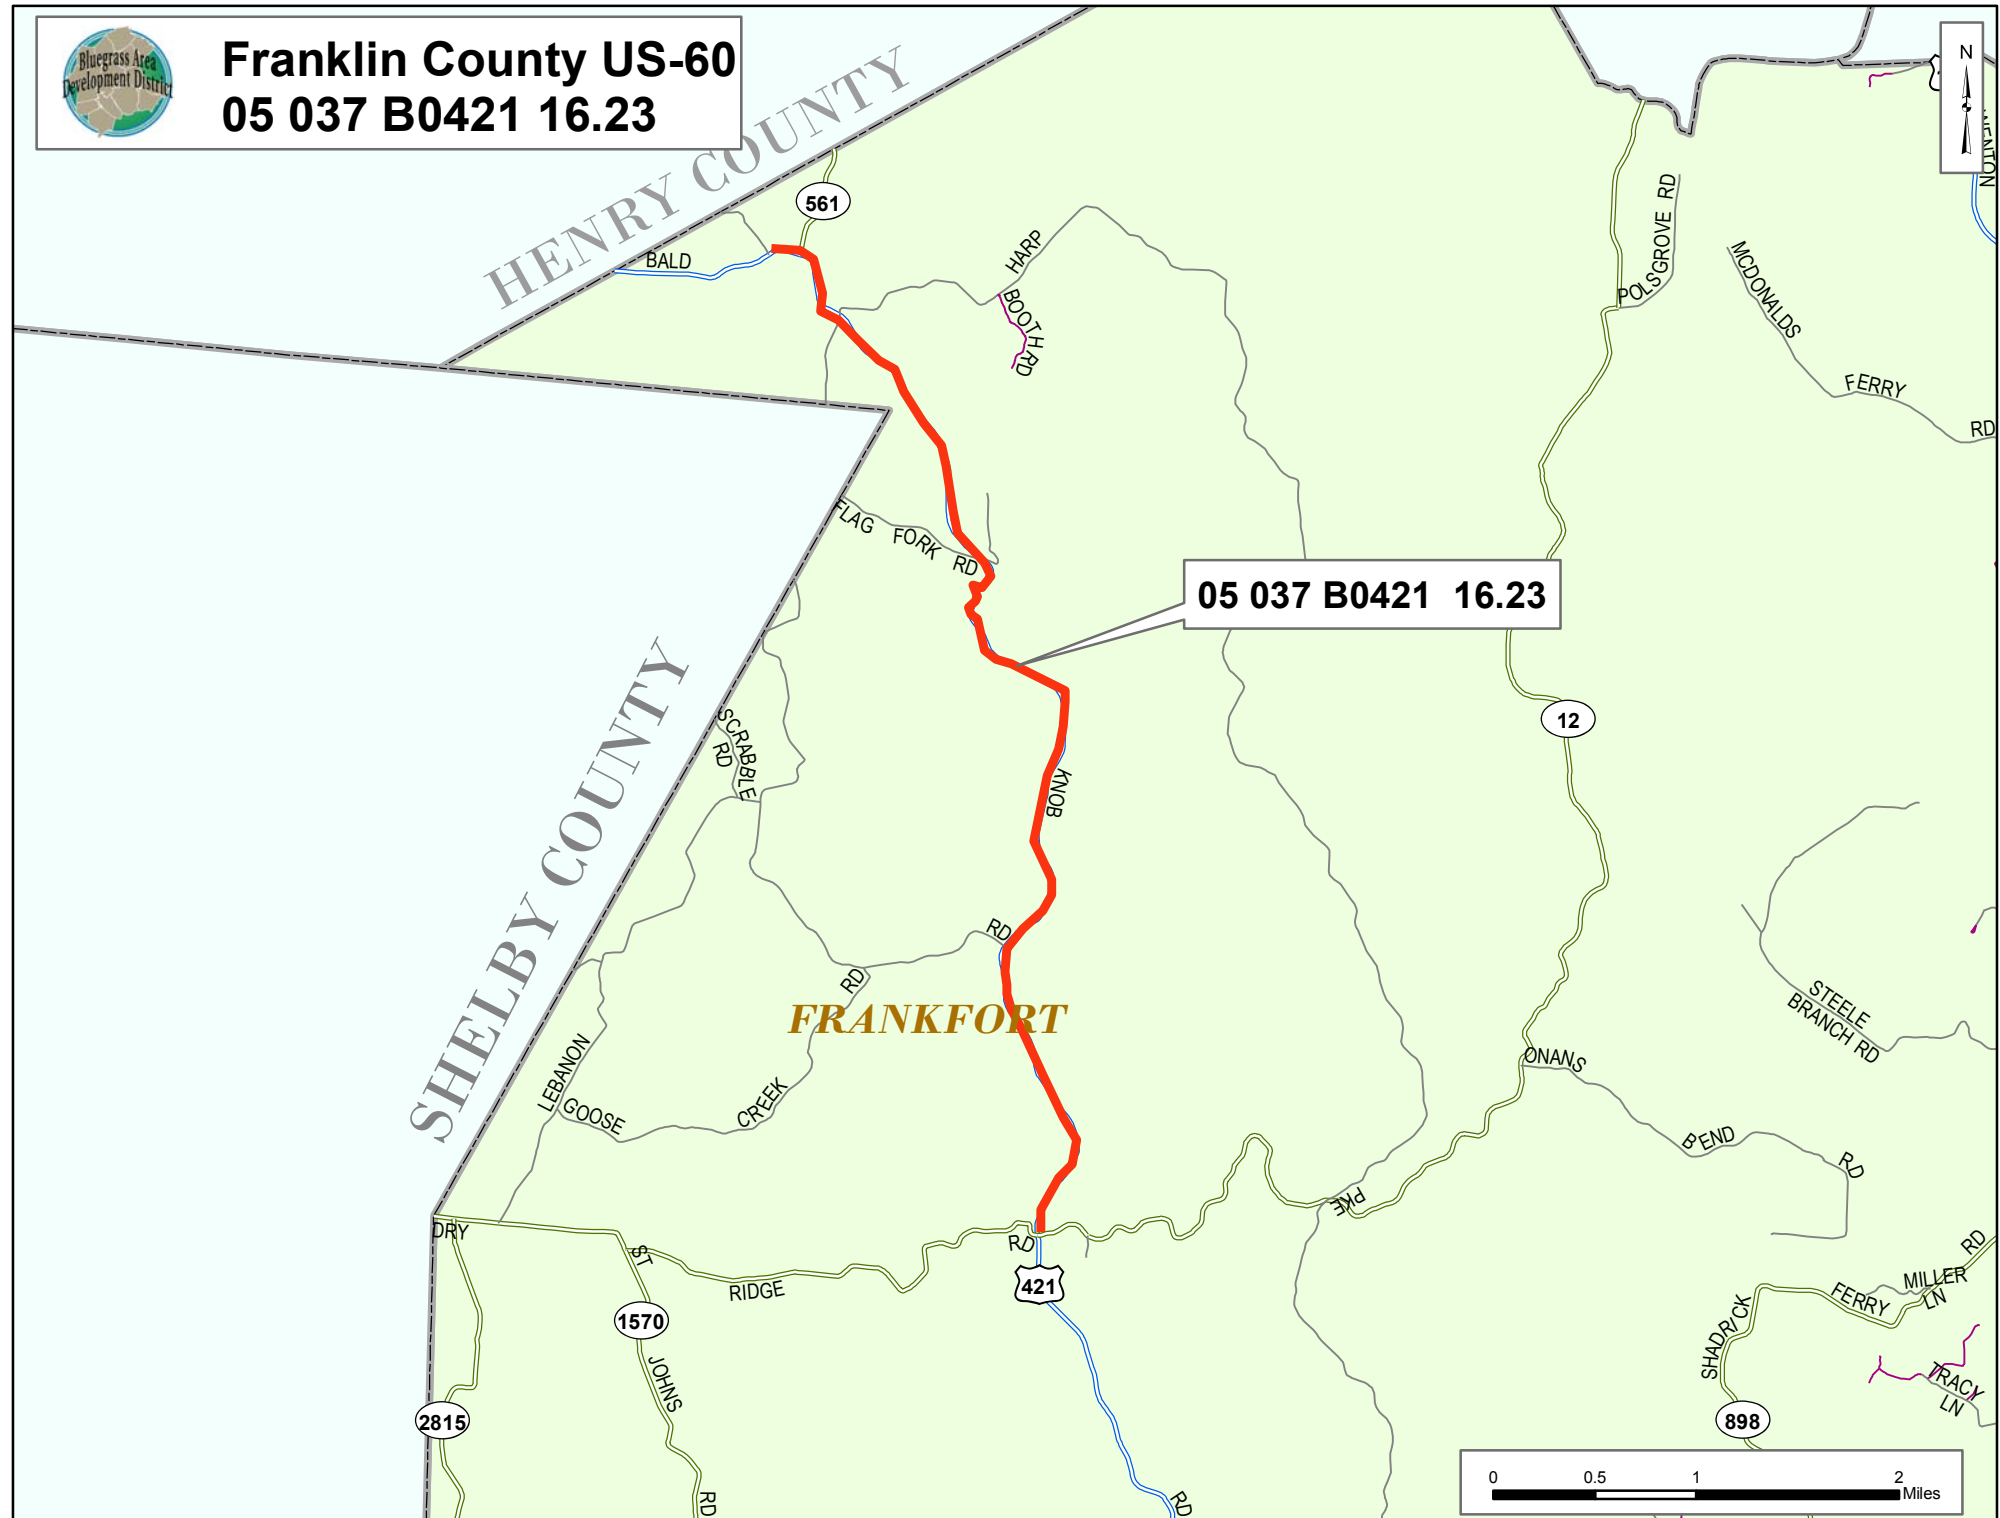 Bluegrass Area
Development District
Franklin County US-60
05 037 B0421 16.23
N
HENRY COUNTY
561
BALD
HARP
BOOTH RD
POLSGROVE RD
MCDONALDS
FERRY
RD
FLAG FORK RD
05 037 B0421 16.23
12
SHELBY COUNTY
SCRABBLE
RD
KNOB
RD
RD
FRANKFORT
STEELE
BRANCH RD
LEBANON
GOOSE
CREEK
ONANS
BEND
RD
PKE
DRY
ST
RIDGE
RD
421
1570
JOHNS
RD
2815
RD
SHADRICK
FERRY
RD
MILLER
LN
TRACY
LN
898
0 0.5 1 2
Miles